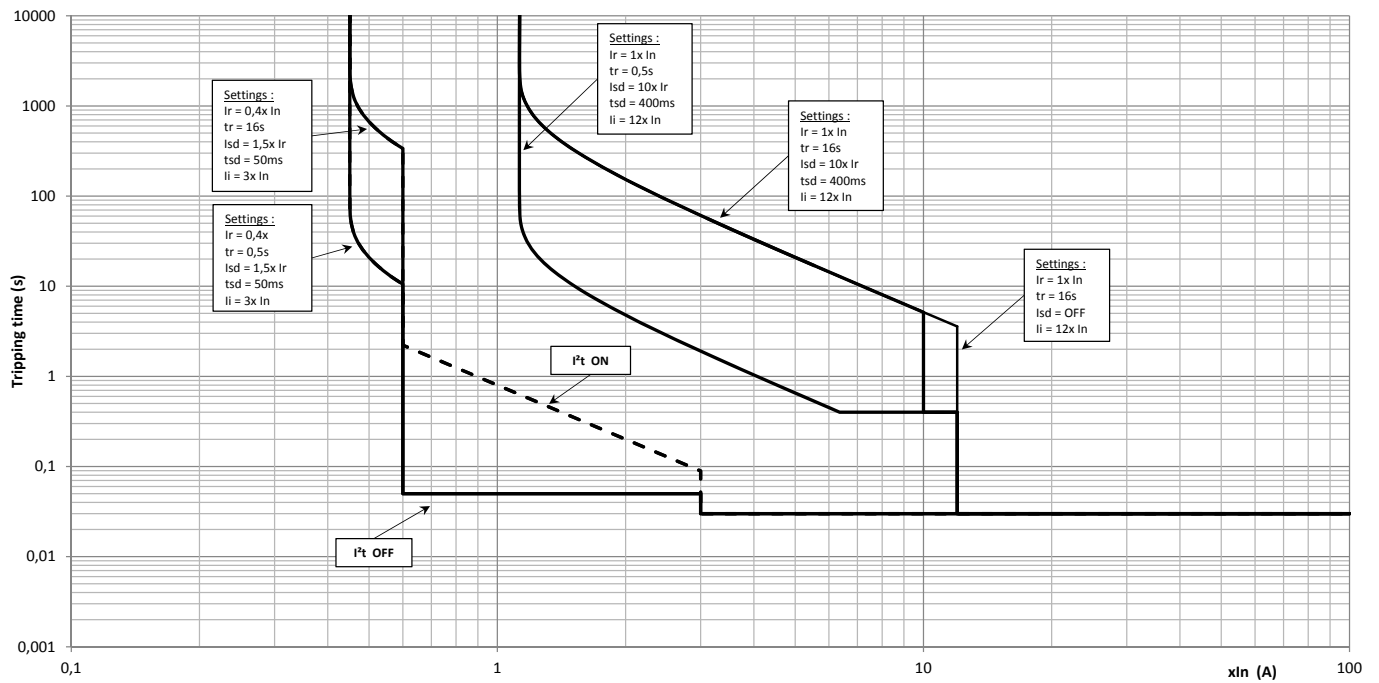 10000
1000
100
10
1
0,1
0,01
0,001
Tripping time (s)
0,1
1
10
100
xIn (A)
Settings :
Ir = 0,4x In
tr = 16s
Isd = 1,5x Ir
tsd = 50ms
Ii = 3x In
Settings :
Ir = 0,4x
tr = 0,5s
Isd = 1,5x Ir
tsd = 50ms
Ii = 3x In
Settings :
Ir = 1x In
tr = 0,5s
Isd = 10x Ir
tsd = 400ms
Ii = 12x In
Settings :
Ir = 1x In
tr = 16s
Isd = 10x Ir
tsd = 400ms
Ii = 12x In
Settings :
Ir = 1x In
tr = 16s
Isd = OFF
Ii = 12x In
I²t ON
I²t OFF